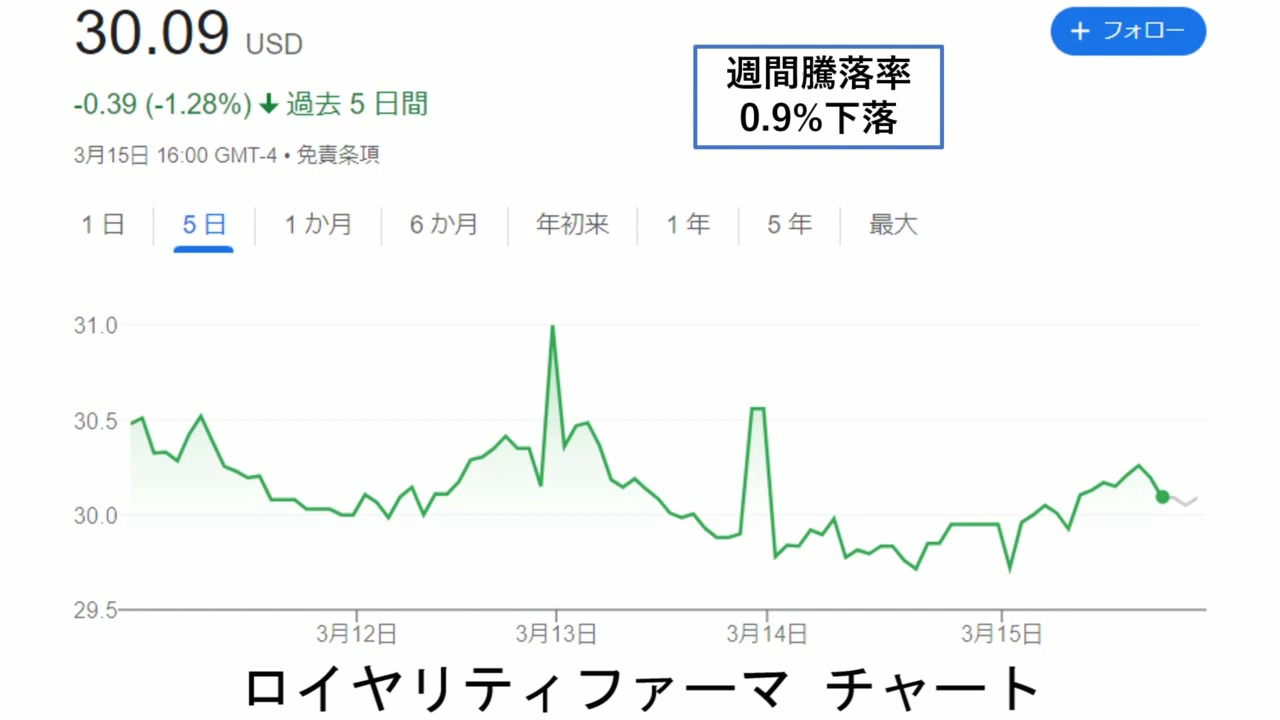 30.09 USD
+ フォロー
週間騰落率
0.9%下落
-0.39 (-1.28%) ↓ 過去 5 日間
3月15日 16:00 GMT-4 • 免責条項
1 日 5 日 1 か月 6 か月 年初来 1 年 5 年 最大
31.0
30.5
30.0
29.5
3月12日 3月13日 3月14日 3月15日
ロイヤリティファーマ チャート